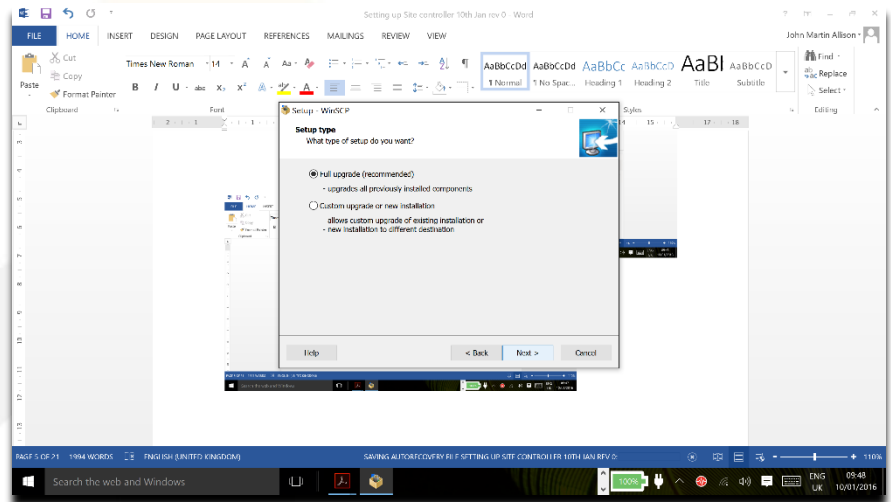 Setting up Site controller 10th Jan rev 0 - Word
FILE HOME INSERT DESIGN PAGE LAYOUT REFERENCES MAILINGS REVIEW VIEW
John Martin Allison
Paste
Cut
Copy
Format Painter
Clipboard
Times New Roman 14
Font
AaBbCcDd AaBbCcDd AaBbCc AaBbCcD AaBl AaBbCcD
¶ Normal ¶ No Spac... Heading 1 Heading 2 Title Subtitle
Styles
Find
Replace
Select
Editing
Setup - WinSCP
Setup type
What type of setup do you want?
Full upgrade (recommended)
- upgrades all previously installed components
Custom upgrade or new installation
allows custom upgrade of existing installation or
- new installation to different destination
Help < Back Next > Cancel
PAGE 5 OF 21 1994 WORDS ENGLISH (UNITED KINGDOM) SAVING AUTORECOVERY FILE SETTING UP SITE CONTROLLER 10TH JAN REV 0: 110%
Search the web and Windows
100%
ENG 09:48
UK 10/01/2016